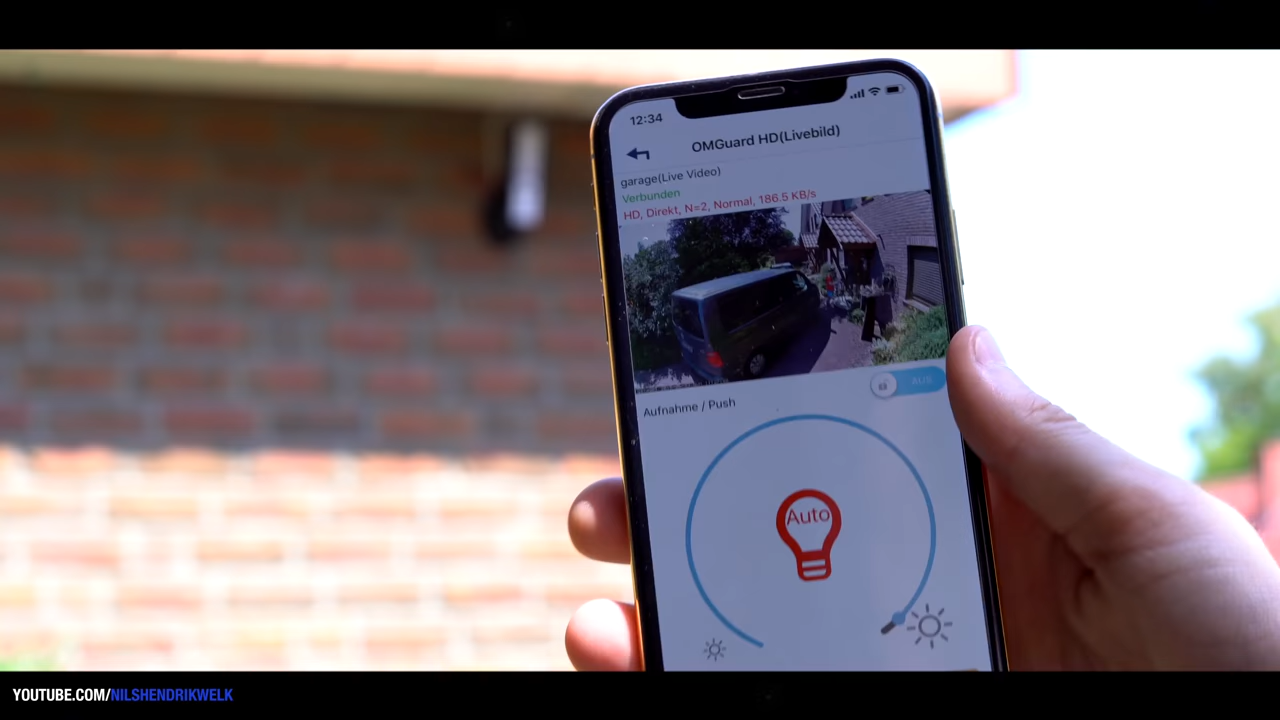 12:34
OMGuard HD(Livebild)
garage(Live Video)
Verbunden
HD, Direkt, N=2, Normal, 186.5 KB/s
Aufnahme / Push
AUS
Auto
YOUTUBE.COM/NILSHENDRIKWELK